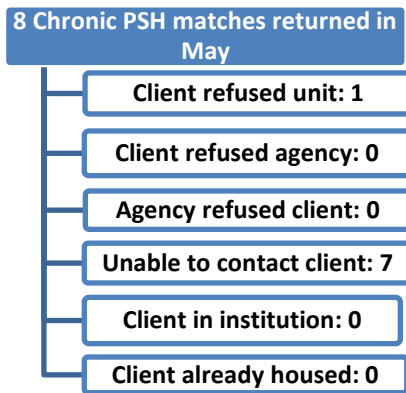 8 Chronic PSH matches returned in
May
Client refused unit: 1
Client refused agency: 0
Agency refused client: 0
Unable to contact client: 7
Client in institution: 0
Client already housed: 0